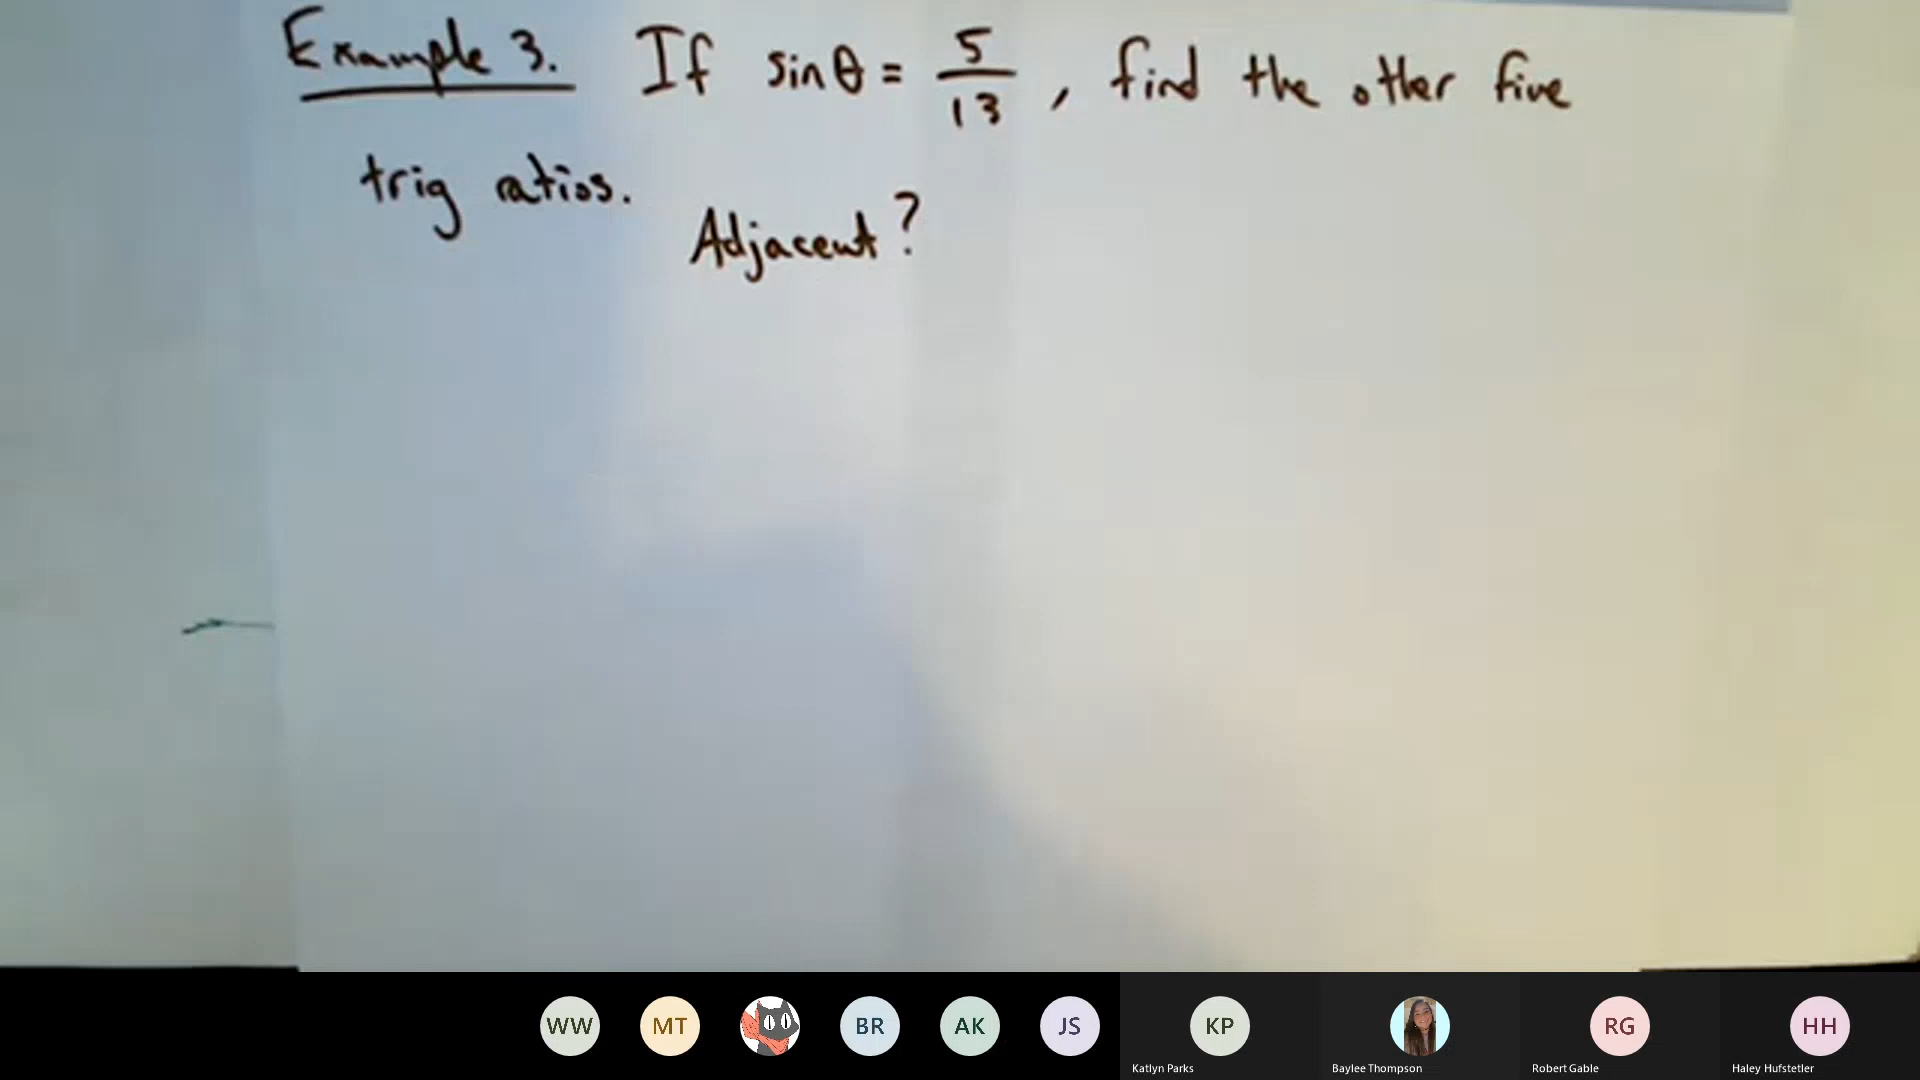 Example 3. If sin θ = 5/13, find the other five
trig ratios.
Adjacent?
WW MT BR AK JS KP RG HH
Katlyn Parks Baylee Thompson Robert Gable Haley Hufstetler